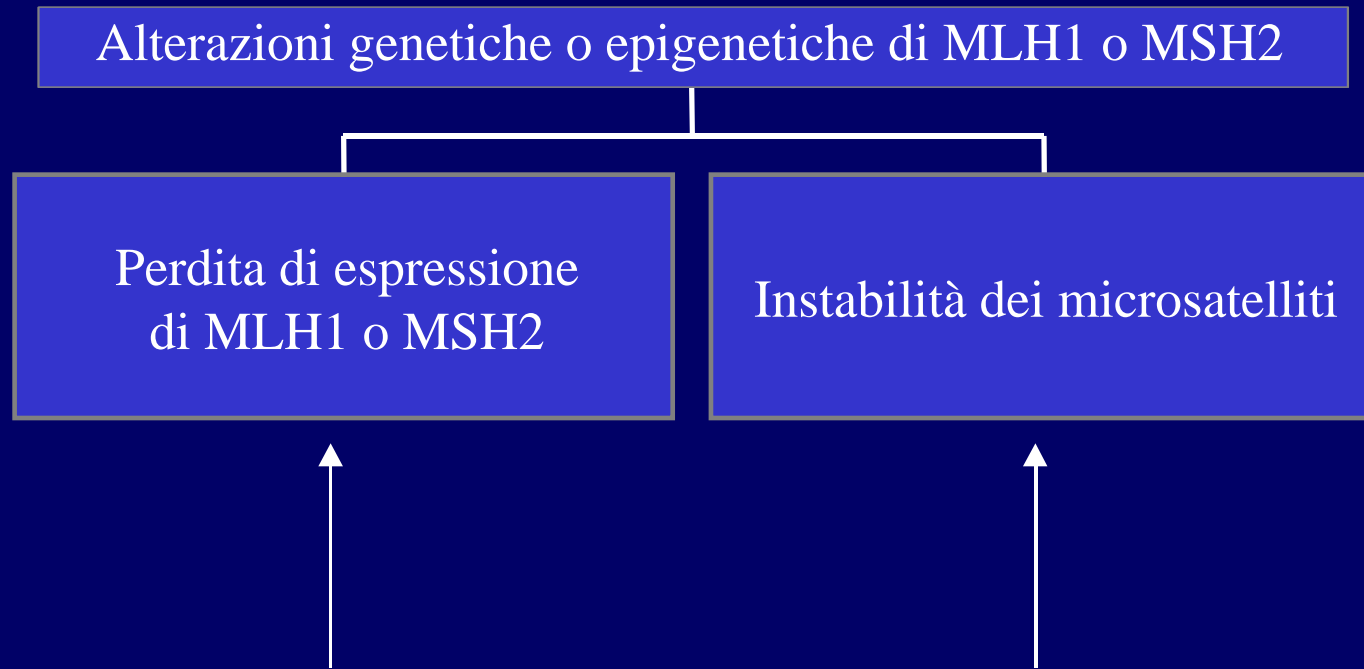 Alterazioni genetiche o epigenetiche di MLH1 o MSH2
Perdita di espressione
di MLH1 o MSH2
Instabilità dei microsatelliti